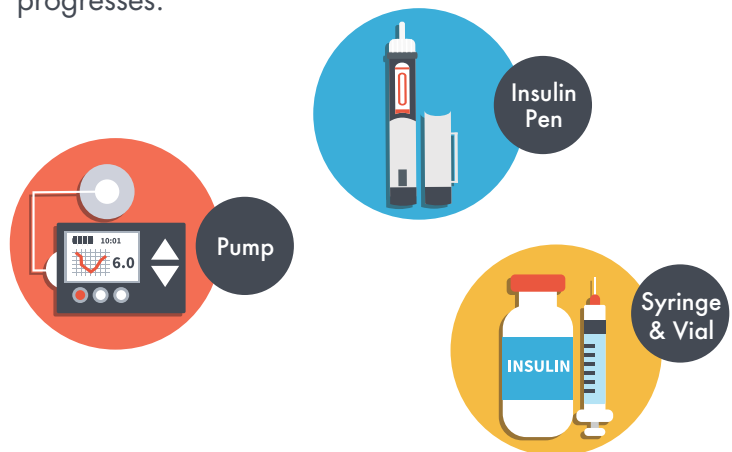 progresses.
Insulin
Pen
Pump
10:01
6.0
Syringe
& Vial
INSULIN